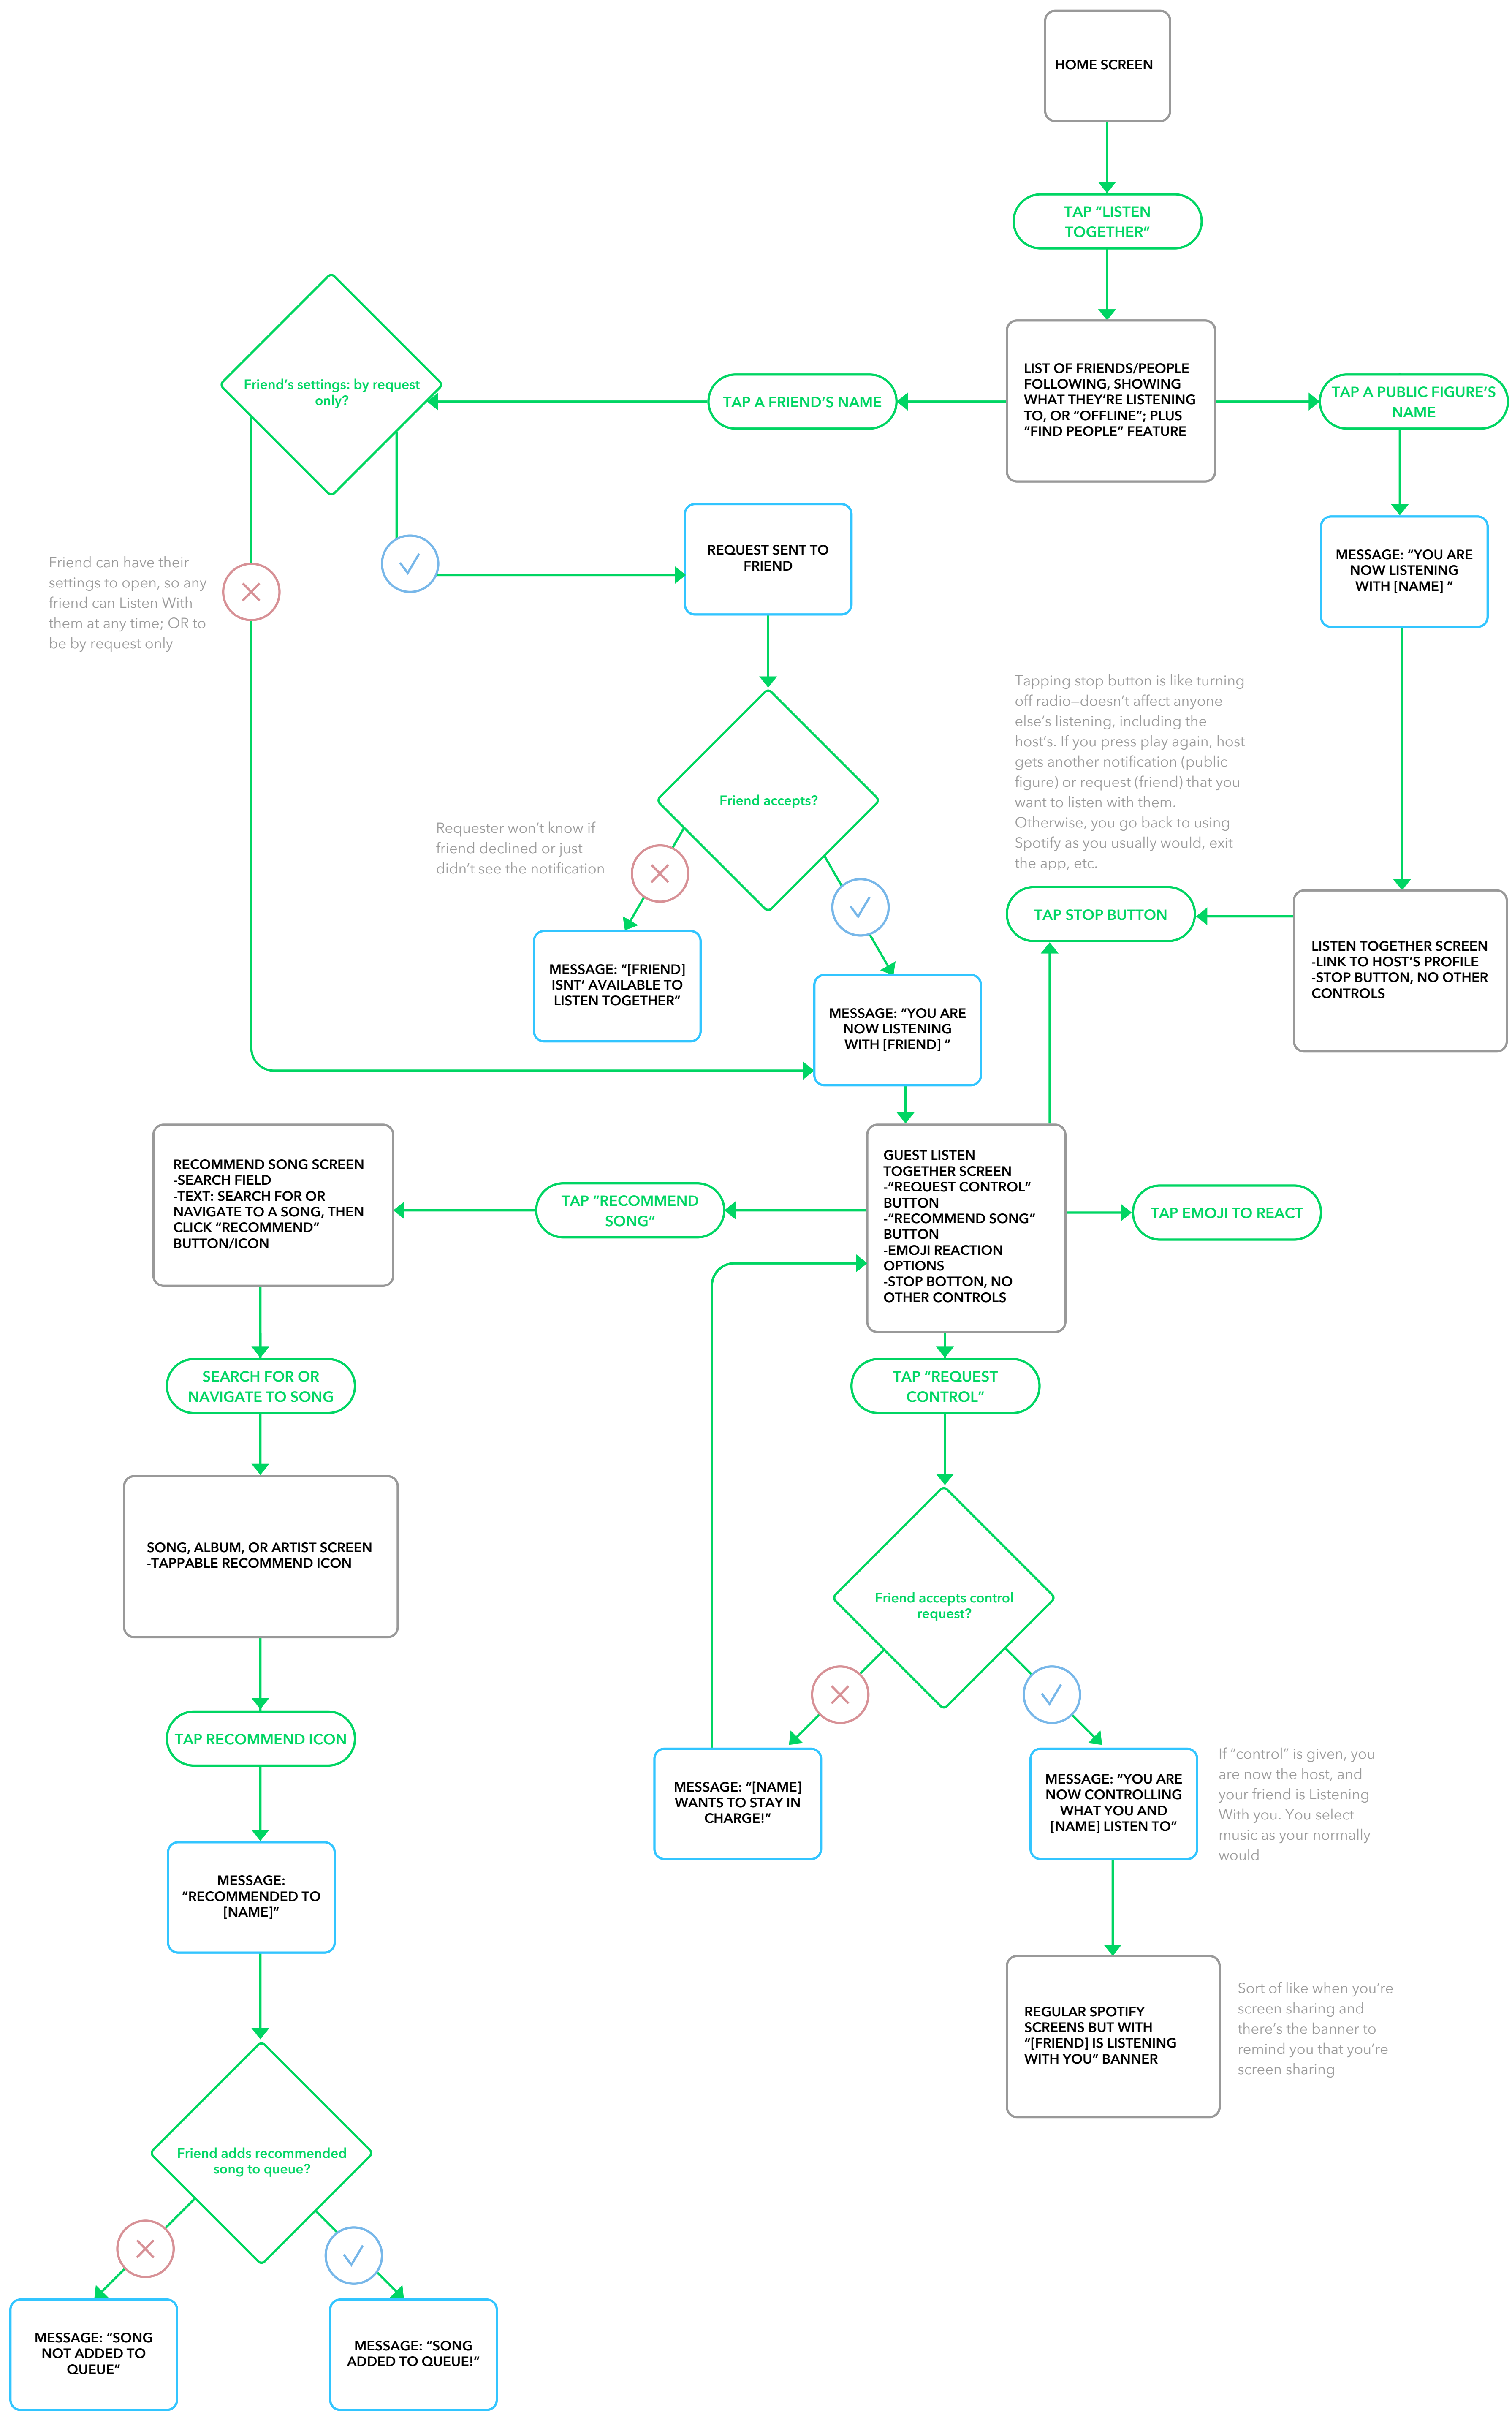 HOME SCREEN
TAP “LISTEN
TOGETHER”
LIST OF FRIENDS/PEOPLE
FOLLOWING, SHOWING
WHAT THEY’RE LISTENING
TO, OR “OFFLINE”; PLUS
“FIND PEOPLE” FEATURE
TAP A FRIEND’S NAME
TAP A PUBLIC FIGURE’S
NAME
Friend’s settings: by request
only?
Friend can have their
settings to open, so any
friend can Listen With
them at any time; OR to
be by request only
REQUEST SENT TO
FRIEND
MESSAGE: “YOU ARE
NOW LISTENING
WITH [NAME] ”
Tapping stop button is like turning
off radio—doesn’t affect anyone
else’s listening, including the
host’s. If you press play again, host
gets another notification (public
figure) or request (friend) that you
want to listen with them.
Otherwise, you go back to using
Spotify as you usually would, exit
the app, etc.
Friend accepts?
Requester won’t know if
friend declined or just
didn’t see the notification
TAP STOP BUTTON
LISTEN TOGETHER SCREEN
-LINK TO HOST’S PROFILE
-STOP BUTTON, NO OTHER
CONTROLS
MESSAGE: “[FRIEND]
ISNT’ AVAILABLE TO
LISTEN TOGETHER”
MESSAGE: “YOU ARE
NOW LISTENING
WITH [FRIEND] ”
RECOMMEND SONG SCREEN
-SEARCH FIELD
-TEXT: SEARCH FOR OR
NAVIGATE TO A SONG, THEN
CLICK “RECOMMEND”
BUTTON/ICON
TAP “RECOMMEND
SONG”
GUEST LISTEN
TOGETHER SCREEN
-“REQUEST CONTROL”
BUTTON
-“RECOMMEND SONG”
BUTTON
-EMOJI REACTION
OPTIONS
-STOP BOTTON, NO
OTHER CONTROLS
TAP EMOJI TO REACT
SEARCH FOR OR
NAVIGATE TO SONG
TAP “REQUEST
CONTROL”
SONG, ALBUM, OR ARTIST SCREEN
-TAPPABLE RECOMMEND ICON
Friend accepts control
request?
TAP RECOMMEND ICON
MESSAGE: “[NAME]
WANTS TO STAY IN
CHARGE!”
MESSAGE: “YOU ARE
NOW CONTROLLING
WHAT YOU AND
[NAME] LISTEN TO”
If “control” is given, you
are now the host, and
your friend is Listening
With you. You select
music as your normally
would
MESSAGE:
“RECOMMENDED TO
[NAME]”
REGULAR SPOTIFY
SCREENS BUT WITH
“[FRIEND] IS LISTENING
WITH YOU” BANNER
Sort of like when you’re
screen sharing and
there’s the banner to
remind you that you’re
screen sharing
Friend adds recommended
song to queue?
MESSAGE: “SONG
NOT ADDED TO
QUEUE”
MESSAGE: “SONG
ADDED TO QUEUE!”